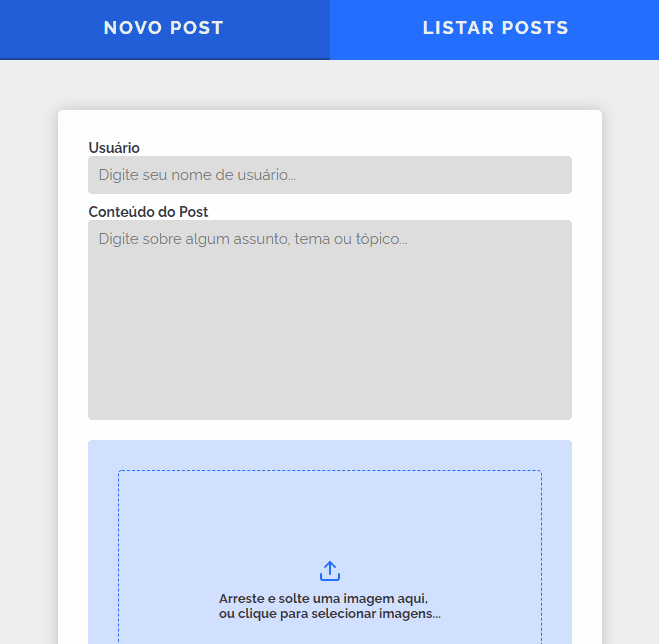 NOVO POST
LISTAR POSTS
Usuário
Digite seu nome de usuário...
Conteúdo do Post
Digite sobre algum assunto, tema ou tópico...
Arreste e solte uma imagem aqui,
ou clique para selecionar imagens...